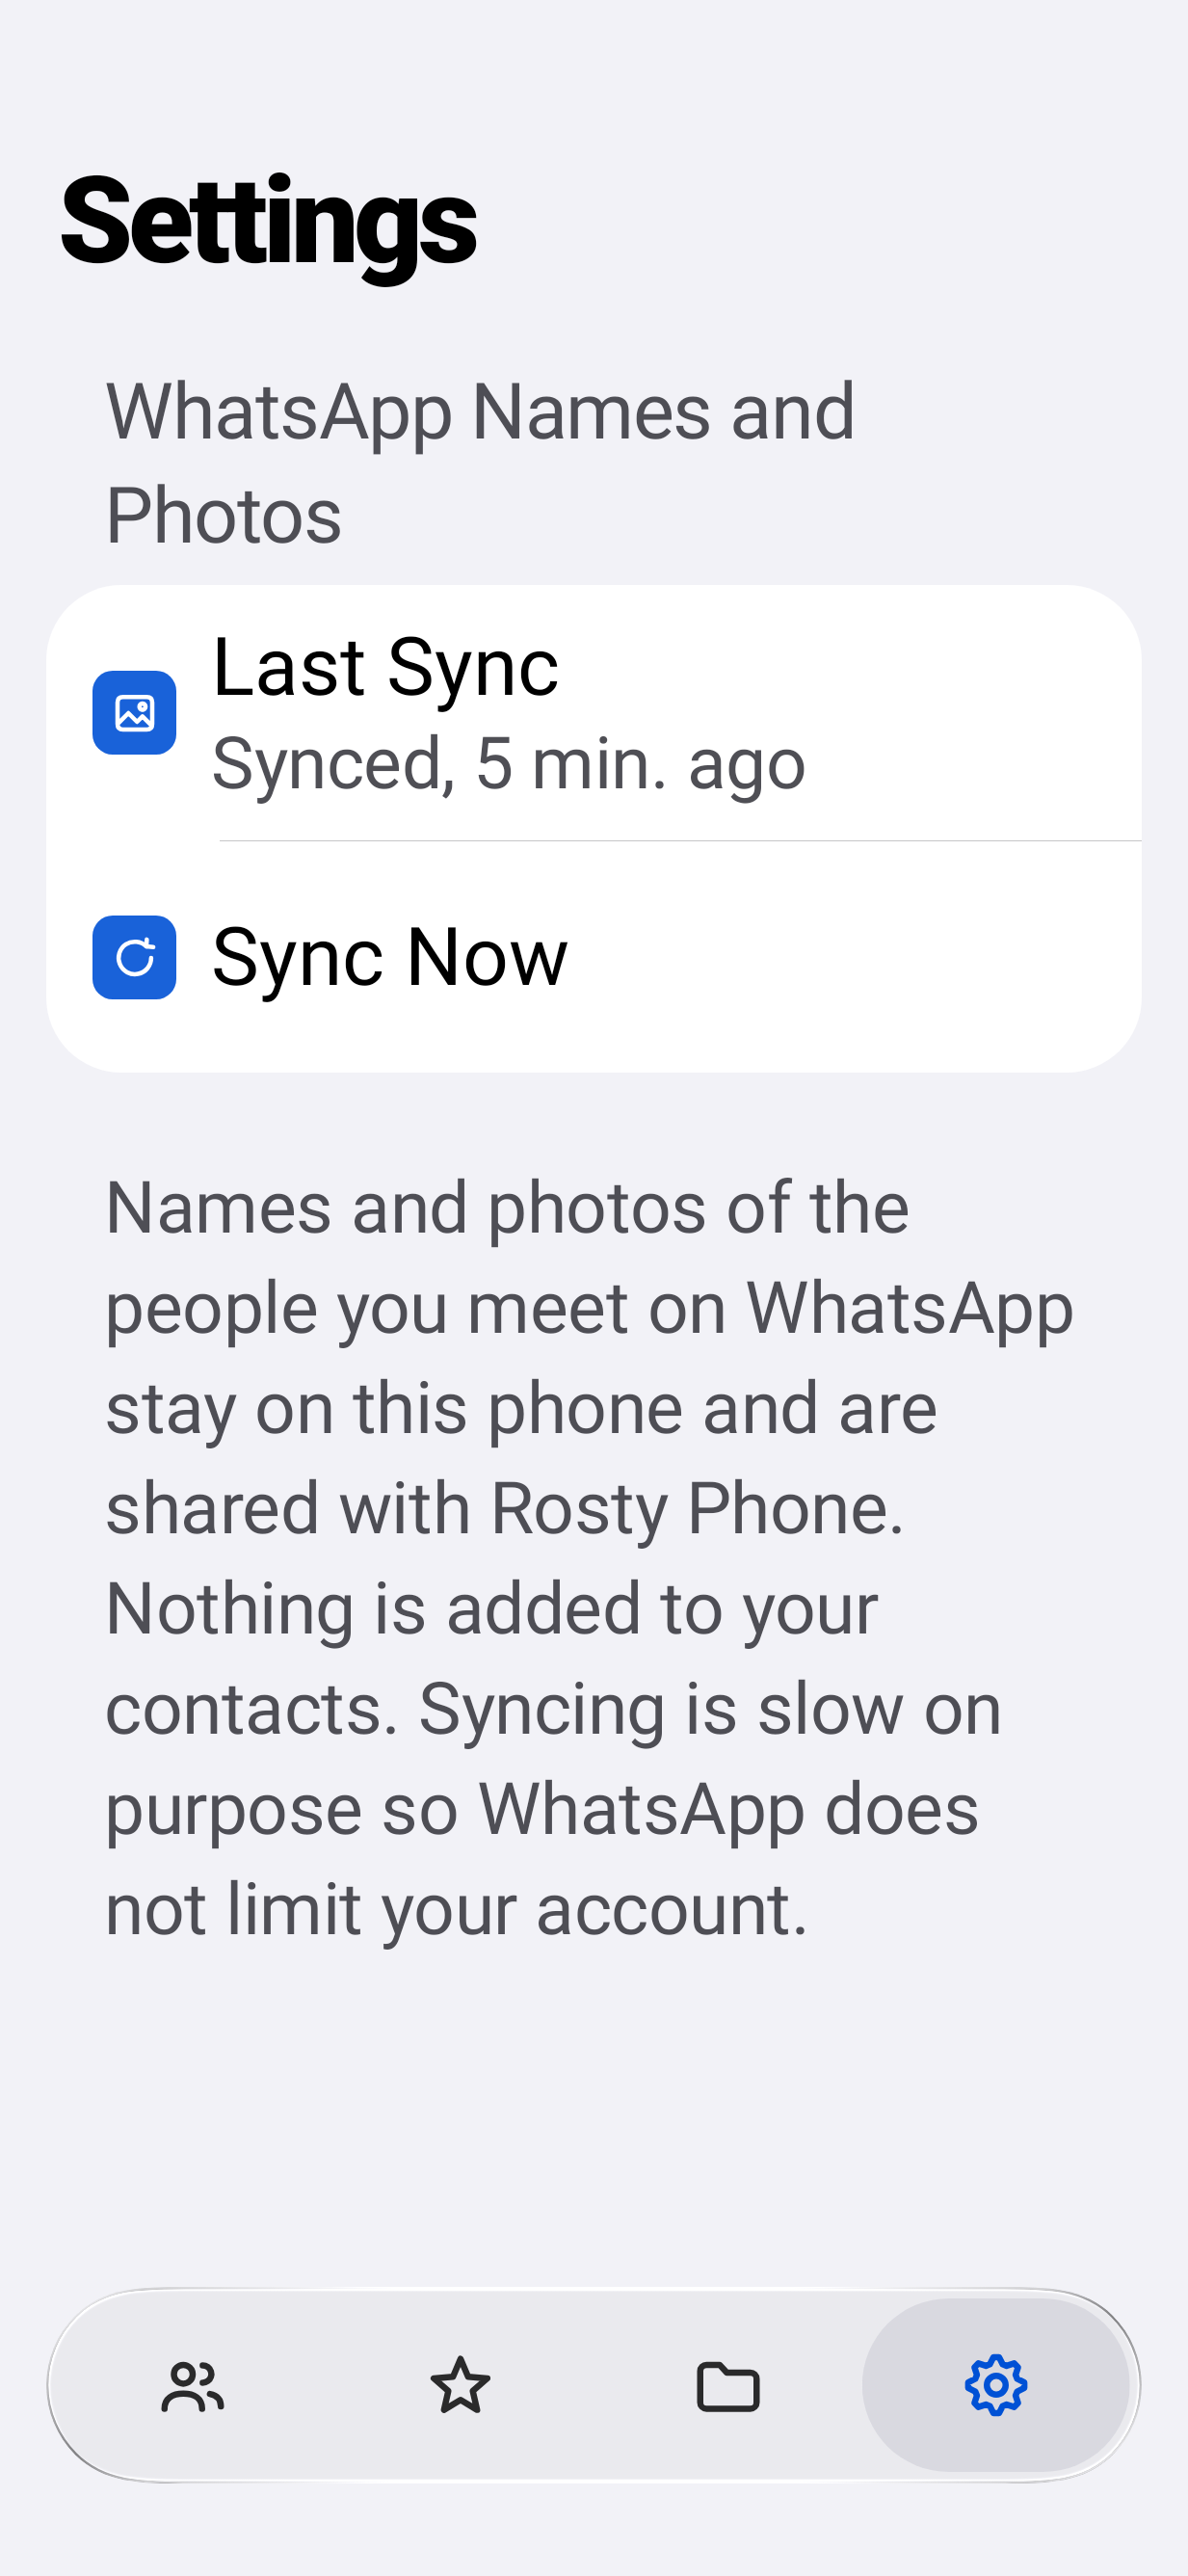 Settings
WhatsApp Names and
Photos
Last Sync
Synced, 5 min. ago
Sync Now
Names and photos of the
people you meet on WhatsApp
stay on this phone and are
shared with Rosty Phone.
Nothing is added to your
contacts. Syncing is slow on
purpose so WhatsApp does
not limit your account.